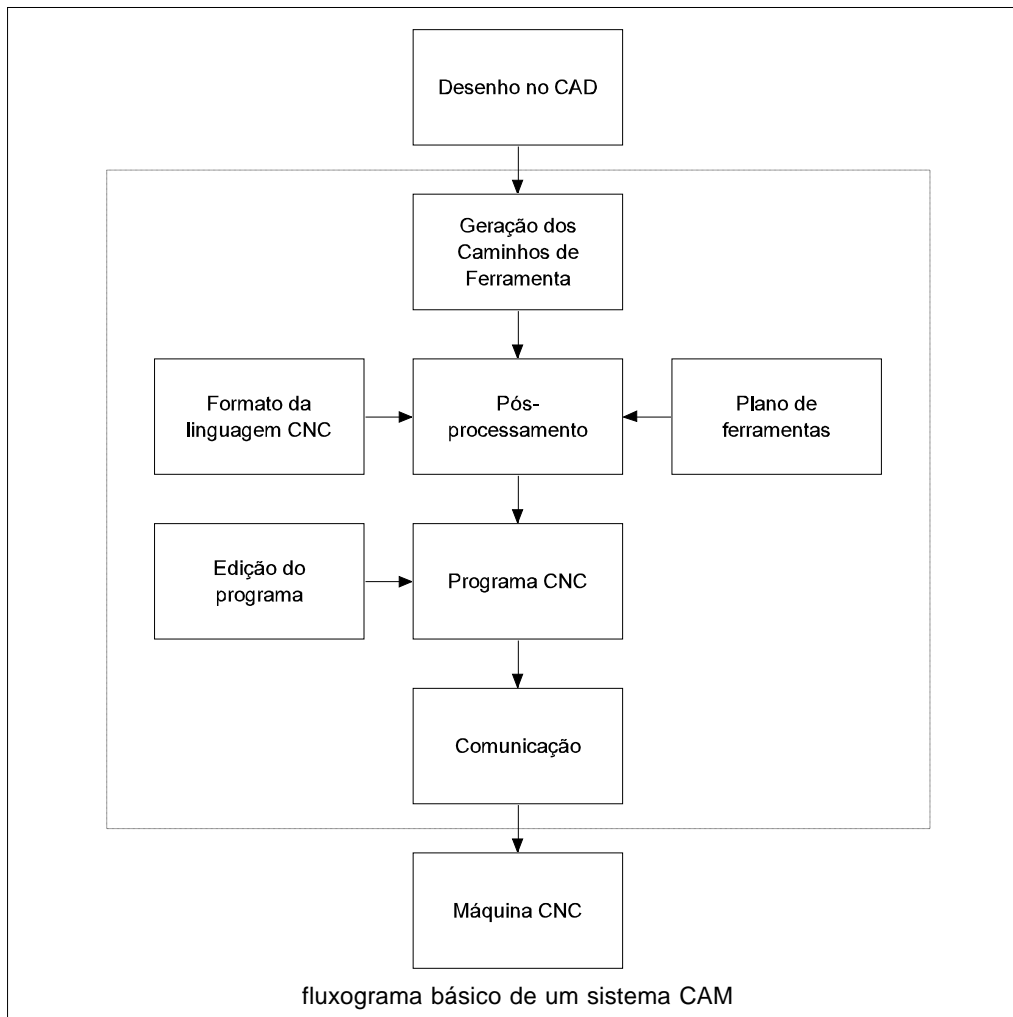 Desenho no CAD
Geração dos
Caminhos de
Ferramenta
Formato da
linguagem CNC
Pós-
processamento
Plano de
ferramentas
Edição do
programa
Programa CNC
Comunicação
Máquina CNC
fluxograma básico de um sistema CAM